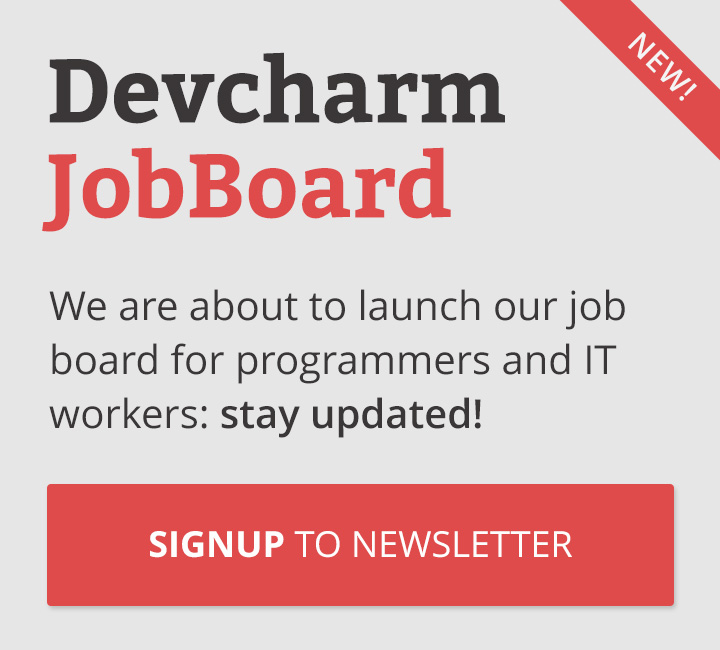 NEW!
Devcharm
JobBoard
We are about to launch our job
board for programmers and IT
workers: stay updated!
SIGNUP TO NEWSLETTER